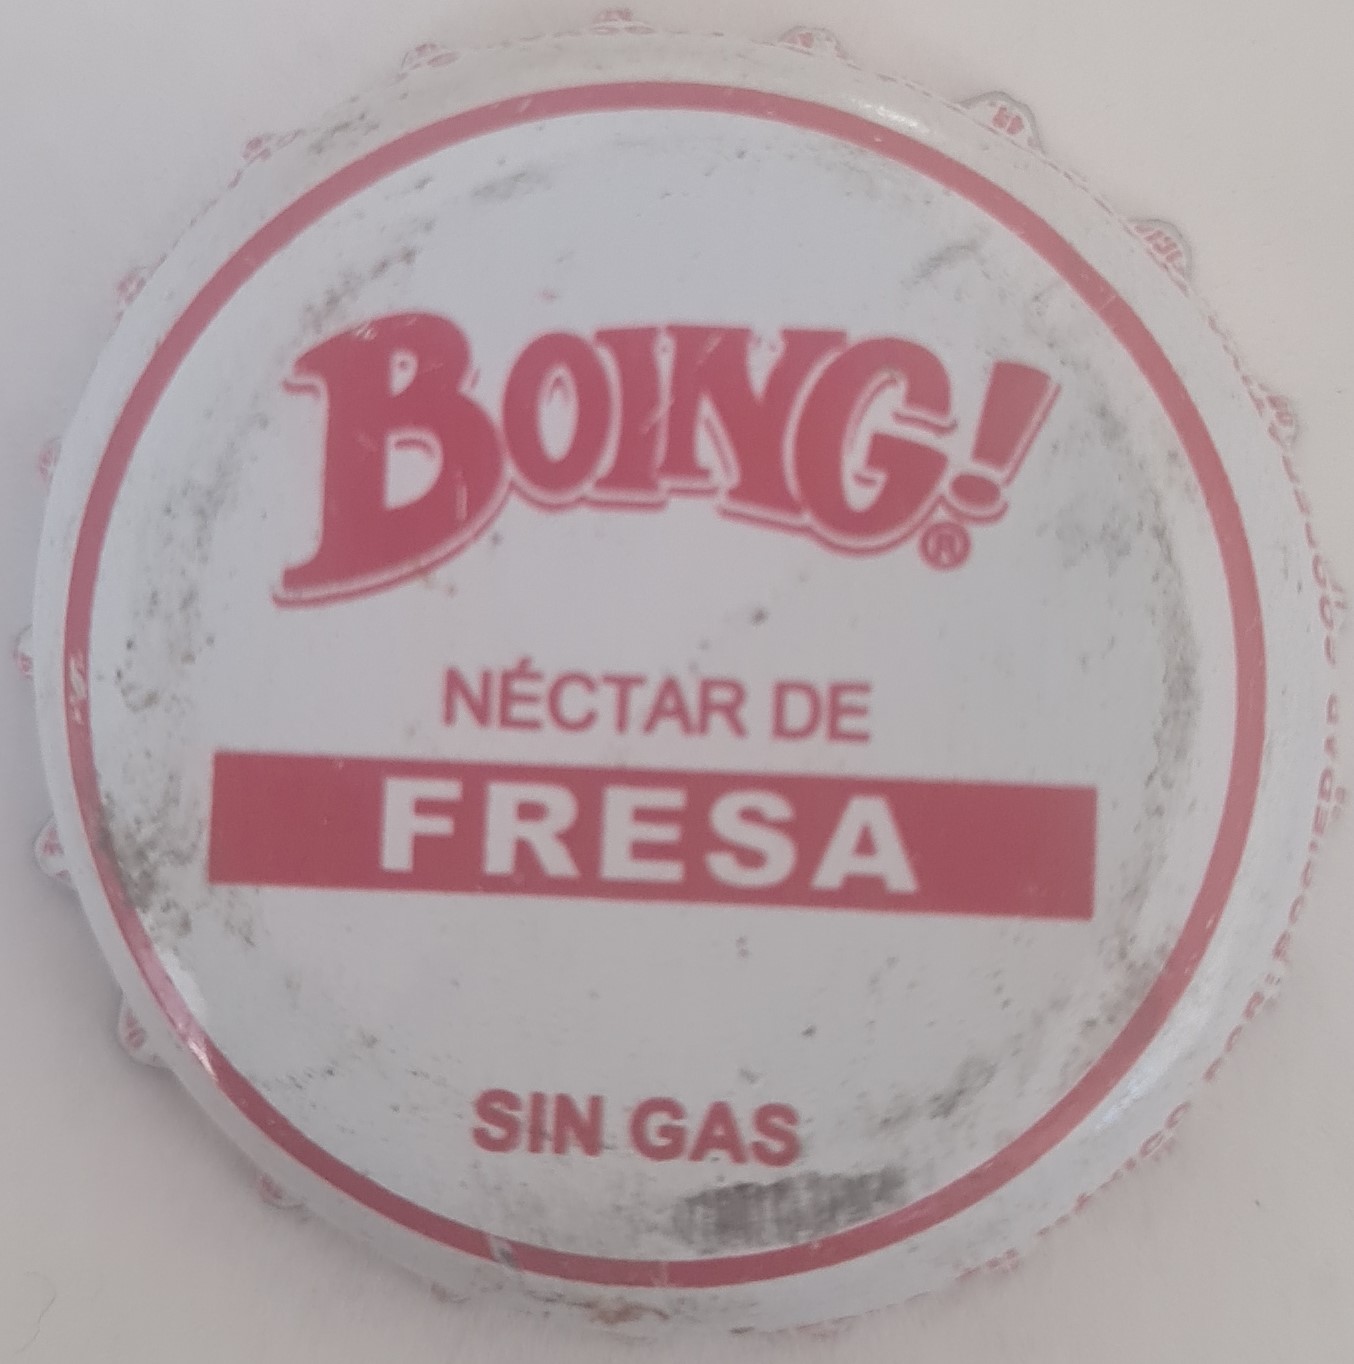 BOING!®
NÉCTAR DE
FRESA
SIN GAS